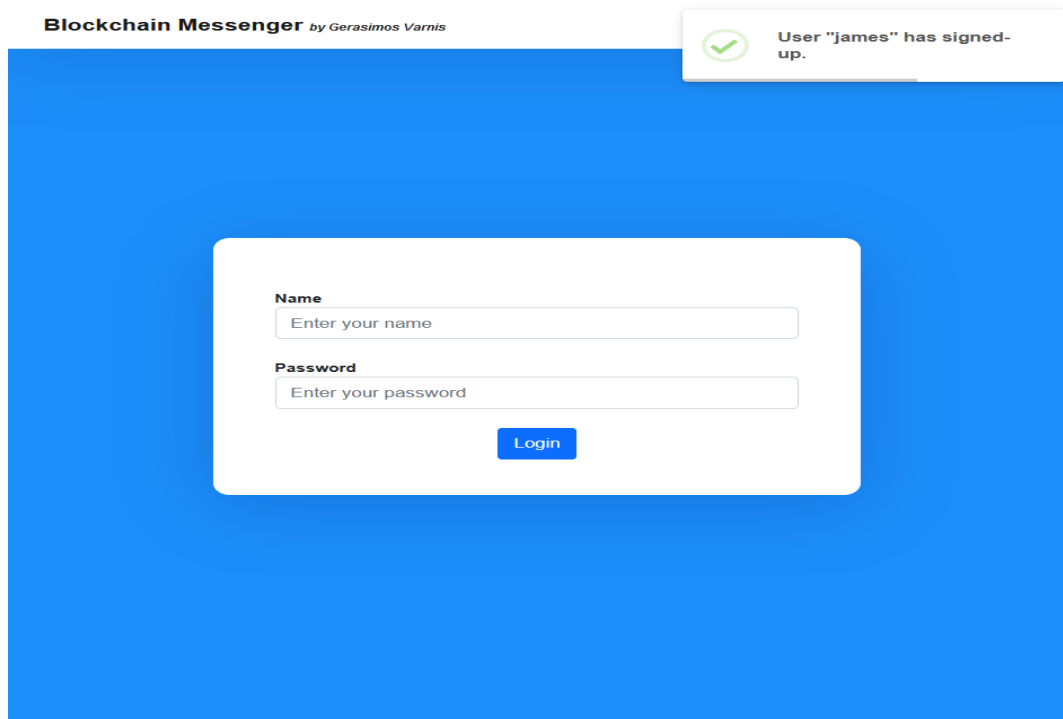 Blockchain Messenger by Gerasimos Varnis
User "james" has signed-
up.
Name
Enter your name
Password
Enter your password
Login